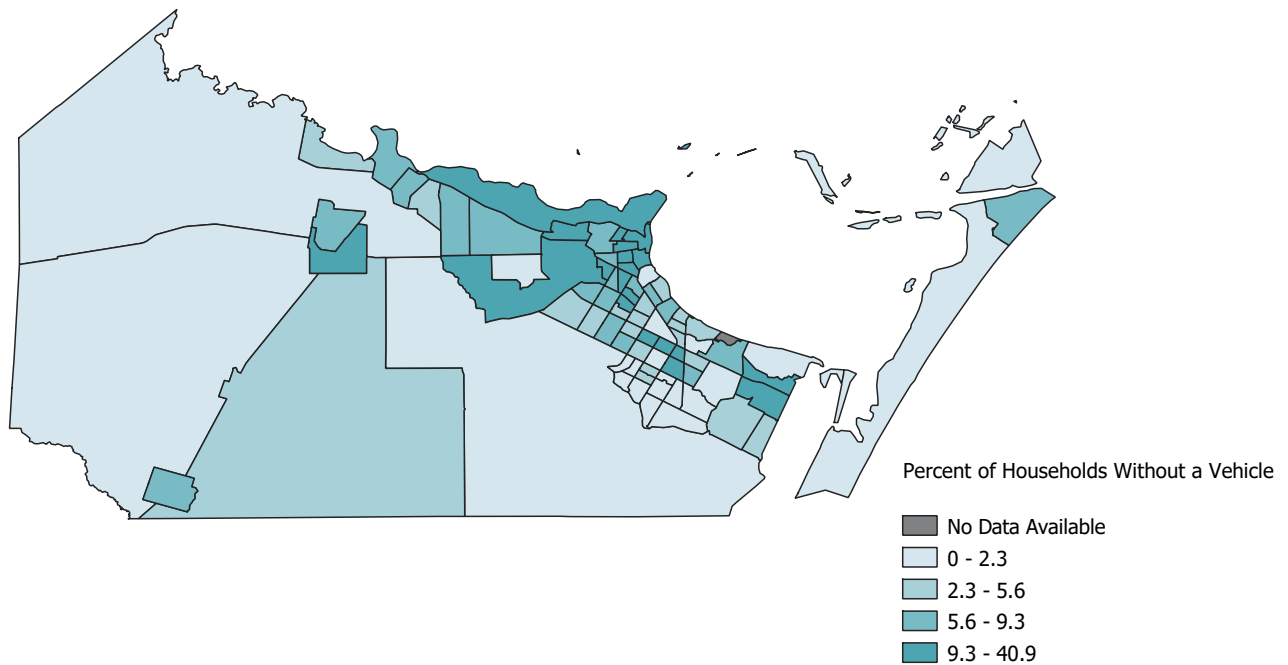 Percent of Households Without a Vehicle
No Data Available
0 - 2.3
2.3 - 5.6
5.6 - 9.3
9.3 - 40.9